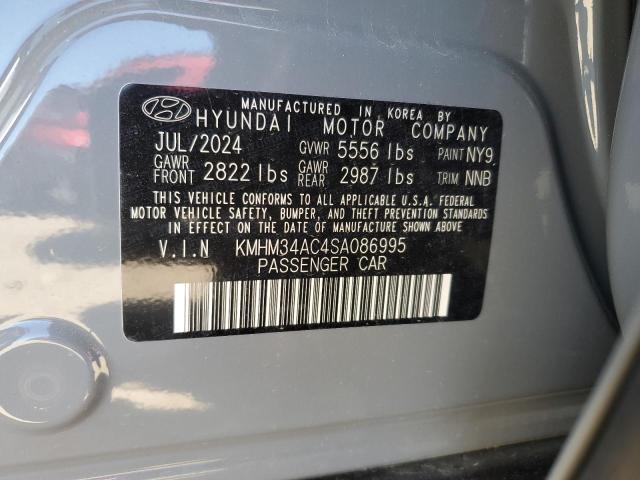 MANUFACTURED IN KOREA BY
HYUNDAI MOTOR COMPANY
JUL/2024 GVWR 5556 lbs PAINT NY9
GAWR FRONT 2822 lbs GAWR REAR 2987 lbs TRIM NNB
THIS VEHICLE CONFORMS TO ALL APPLICABLE U.S.A. FEDERAL
MOTOR VEHICLE SAFETY, BUMPER, AND THEFT PREVENTION STANDARDS
IN EFFECT ON THE DATE OF MANUFACTURE SHOWN ABOVE.
V.I.N KMHM34AC4SA086995
PASSENGER CAR